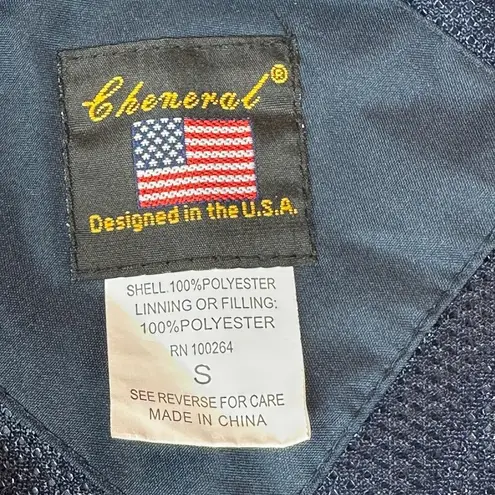 Cheneral®
Designed in the U.S.A.
SHELL.100%POLYESTER
LINNING OR FILLING:
100%POLYESTER
RN 100264
S
SEE REVERSE FOR CARE
MADE IN CHINA